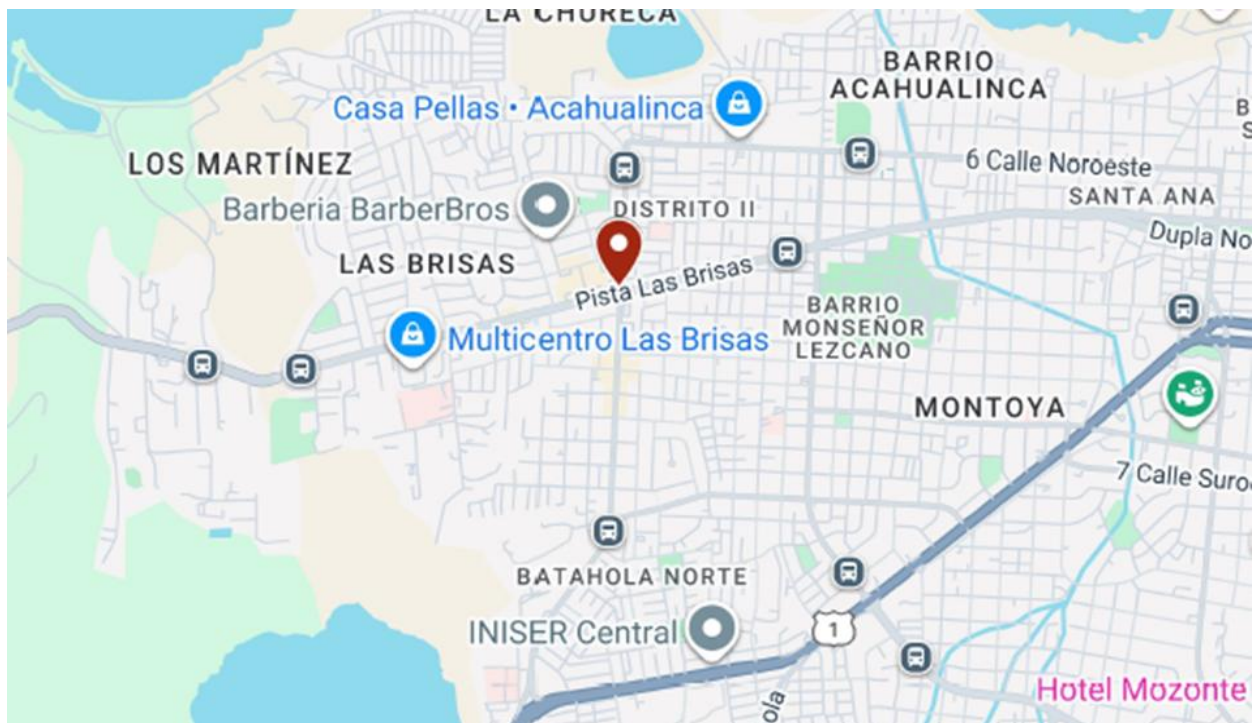 LA CHURECA
BARRIO
ACAHUALINCA
Casa Pellas • Acahualinca
LOS MARTÍNEZ
6 Calle Noroeste
SANTA ANA
Barberia BarberBros
DISTRITO II
Dupla No
LAS BRISAS
Pista Las Brisas
BARRIO
MONSEÑOR
LEZCANO
Multicentro Las Brisas
MONTOYA
7 Calle Suro
BATAHOLA NORTE
INISER Central
1
Hotel Mozonte
ola